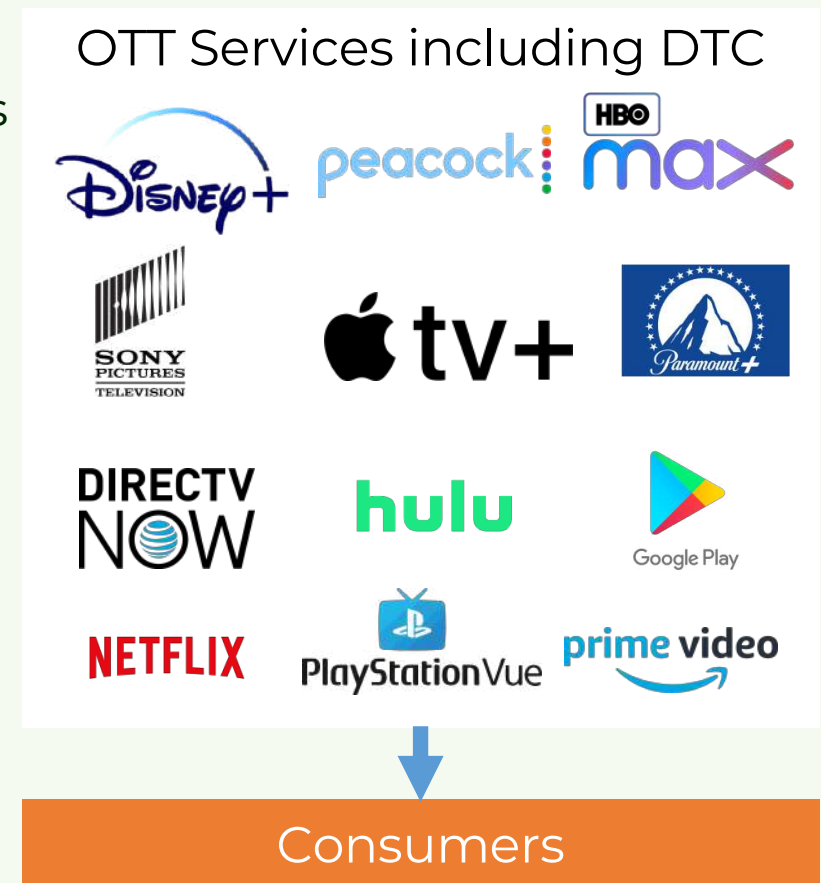 OTT Services including DTC
s
Disney+
peacock
HBO
max
SONY
PICTURES
TELEVISION
tv+
Paramount+
DIRECTV
NOW
hulu
Google Play
NETFLIX
PlayStation Vue
prime video
Consumers